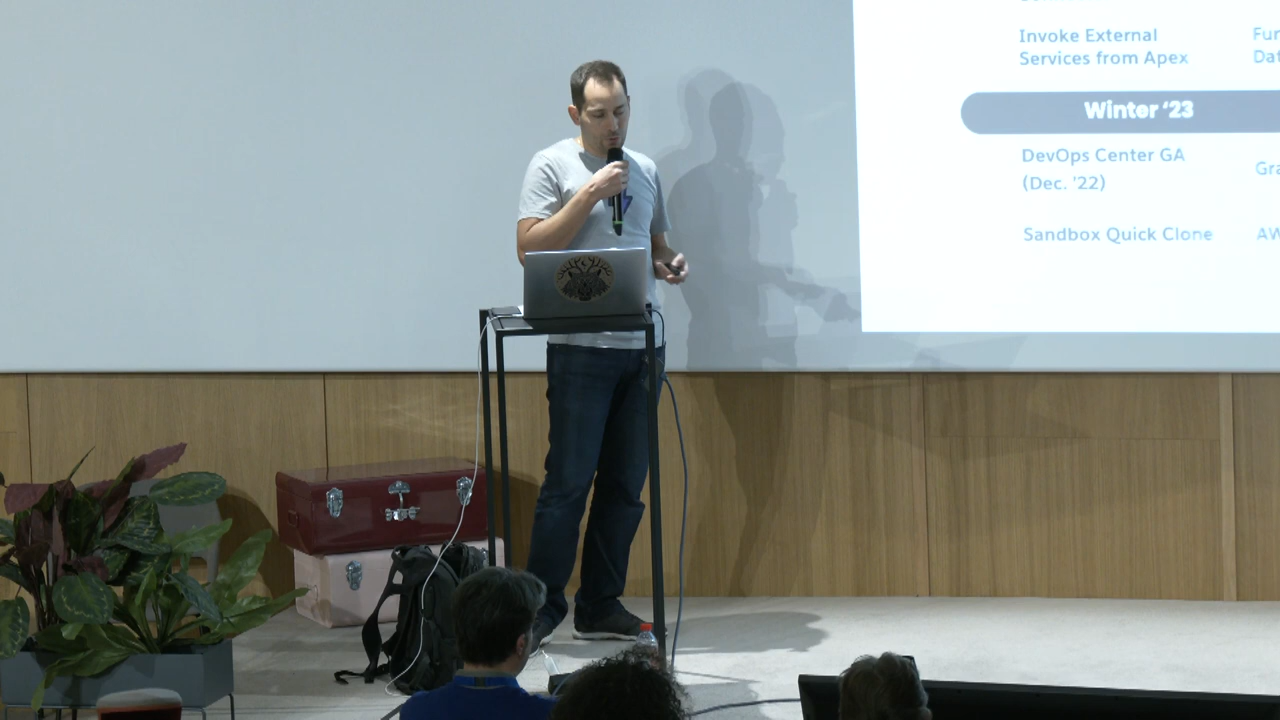 Invoke External
Services from Apex
Winter '23
DevOps Center GA
(Dec. '22)
Sandbox Quick Clone